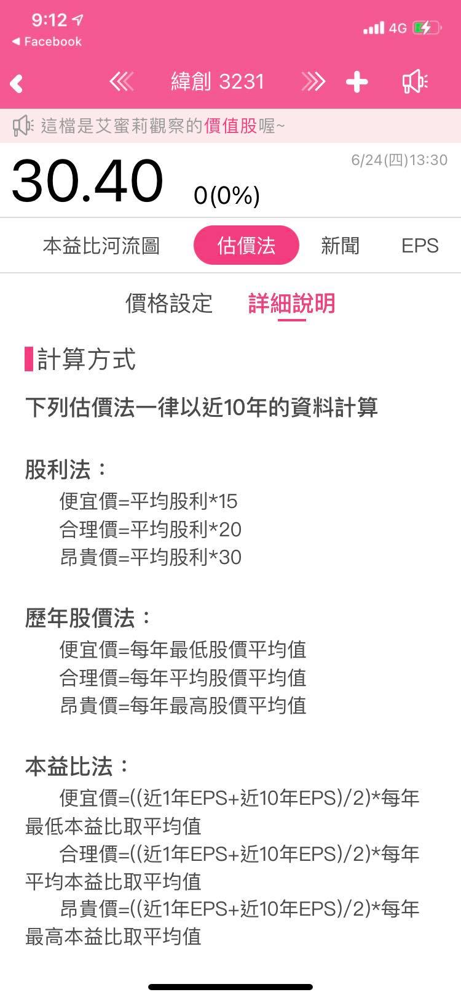 9:12
4G
◀ Facebook
緯創 3231
這檔是艾蜜莉觀察的價值股喔~
6/24(四)13:30
30.40
0(0%)
本益比河流圖 估價法 新聞 EPS
價格設定 詳細說明
計算方式
下列估價法一律以近10年的資料計算
股利法：
便宜價=平均股利*15
合理價=平均股利*20
昂貴價=平均股利*30
歷年股價法：
便宜價=每年最低股價平均值
合理價=每年平均股價平均值
昂貴價=每年最高股價平均值
本益比法：
便宜價=((近1年EPS+近10年EPS)/2)*每年
最低本益比取平均值
合理價=((近1年EPS+近10年EPS)/2)*每年
平均本益比取平均值
昂貴價=((近1年EPS+近10年EPS)/2)*每年
最高本益比取平均值